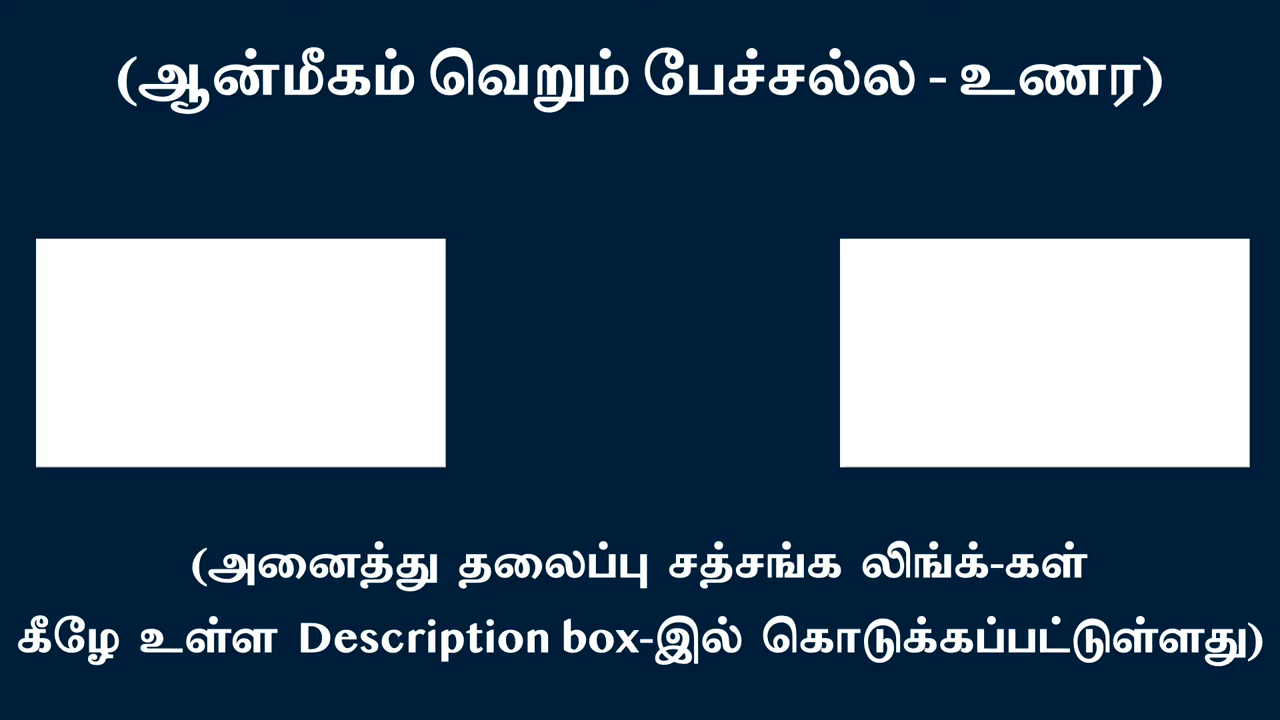 (ஆன்மீகம் வெறும் பேச்சல்ல - உணர)
(அனைத்து தலைப்பு சத்சங்க லிங்க்-கள்
கீழே உள்ள Description box-இல் கொடுக்கப்பட்டுள்ளது)